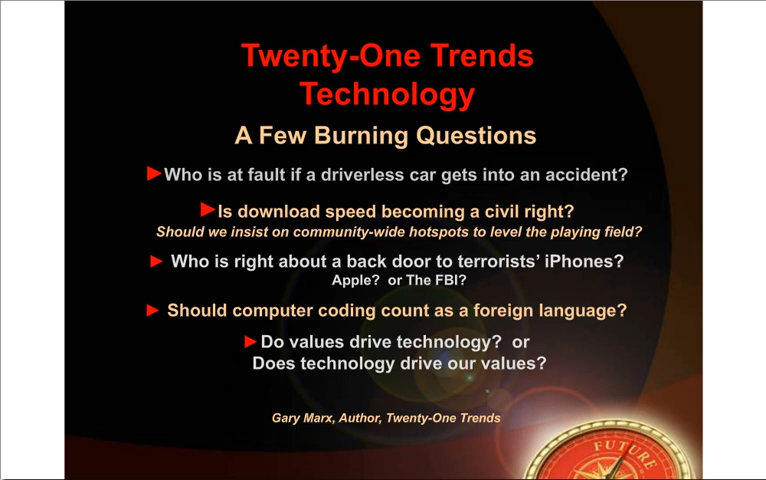 Twenty-One Trends
Technology
A Few Burning Questions
►Who is at fault if a driverless car gets into an accident?
►Is download speed becoming a civil right?
Should we insist on community-wide hotspots to level the playing field?
► Who is right about a back door to terrorists’ iPhones?
Apple? or The FBI?
► Should computer coding count as a foreign language?
►Do values drive technology? or
Does technology drive our values?
Gary Marx, Author, Twenty-One Trends
FUTURE